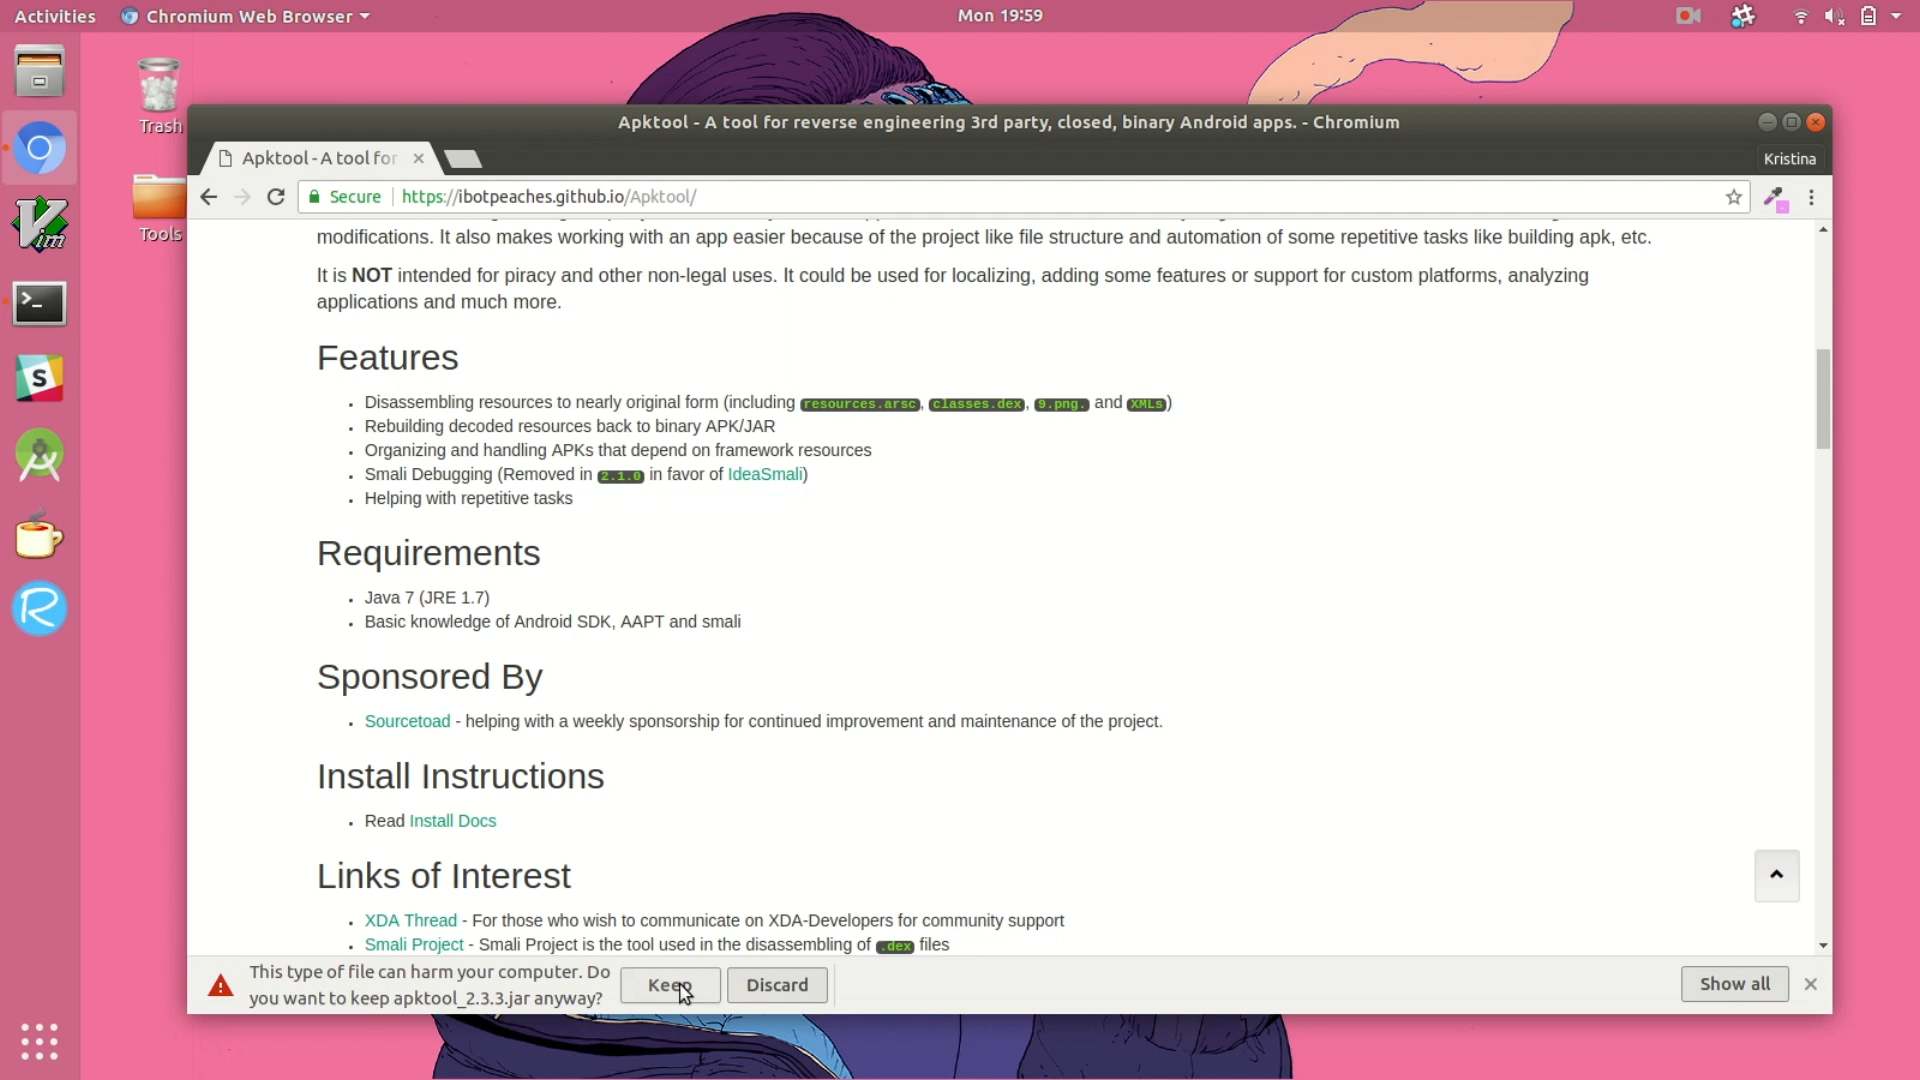 Activities
Chromium Web Browser
Mon 19:59
Trash
Tools
Apktool - A tool for reverse engineering 3rd party, closed, binary Android apps. - Chromium
Apktool - A tool for
Kristina
Secure
https://ibotpeaches.github.io/Apktool/
modifications. It also makes working with an app easier because of the project like file structure and automation of some repetitive tasks like building apk, etc.
It is NOT intended for piracy and other non-legal uses. It could be used for localizing, adding some features or support for custom platforms, analyzing
applications and much more.
Features
Disassembling resources to nearly original form (including resources.arsc, classes.dex, 9.png. and XMLs)
Rebuilding decoded resources back to binary APK/JAR
Organizing and handling APKs that depend on framework resources
Smali Debugging (Removed in 2.1.0 in favor of IdeaSmali)
Helping with repetitive tasks
Requirements
Java 7 (JRE 1.7)
Basic knowledge of Android SDK, AAPT and smali
Sponsored By
Sourcetoad - helping with a weekly sponsorship for continued improvement and maintenance of the project.
Install Instructions
Read Install Docs
Links of Interest
XDA Thread - For those who wish to communicate on XDA-Developers for community support
Smali Project - Smali Project is the tool used in the disassembling of .dex files
This type of file can harm your computer. Do
you want to keep apktool_2.3.3.jar anyway?
Keep
Discard
Show all
Vim
S
R